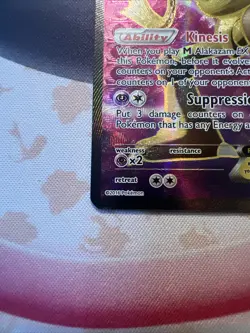 Ability Kinesis
When you play M Alakazam-EX
this Pokémon, before it evolve
counters on your opponent's Act
counters on 1 of your opponent
Suppressio
Put 3 damage counters on
Pokémon that has any Energy a
weakness resistance
×2
retreat
©2016 Pokémon